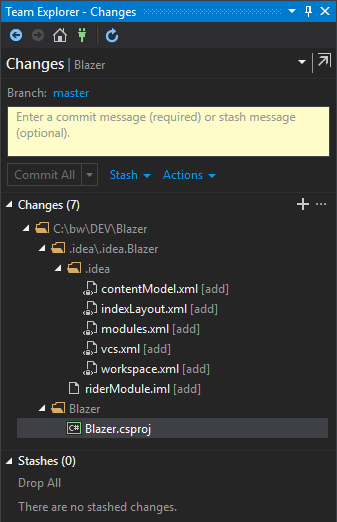 Team Explorer - Changes
Changes | Blazer
Branch: master
Enter a commit message (required) or stash message
(optional).
Commit All Stash Actions
Changes (7)
C:\bw\DEV\Blazer
.idea\.idea.Blazer
.idea
contentModel.xml [add]
indexLayout.xml [add]
modules.xml [add]
vcs.xml [add]
workspace.xml [add]
riderModule.iml [add]
Blazer
C# Blazer.csproj
Stashes (0)
Drop All
There are no stashed changes.